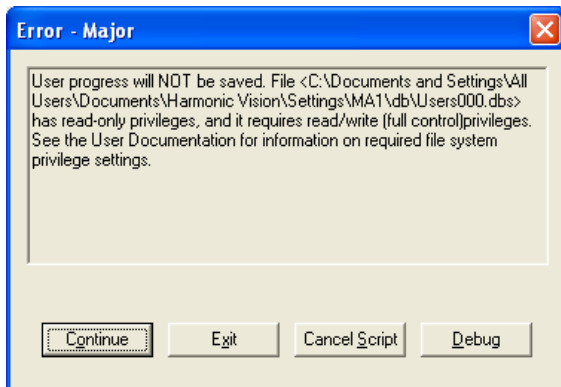 Error - Major
User progress will NOT be saved. File <C:\Documents and Settings\All
Users\Documents\Harmonic Vision\Settings\MA1\db\Users000.dbs>
has read-only privileges, and it requires read/write (full control)privileges.
See the User Documentation for information on required file system
privilege settings.
Continue
Exit
Cancel Script
Debug